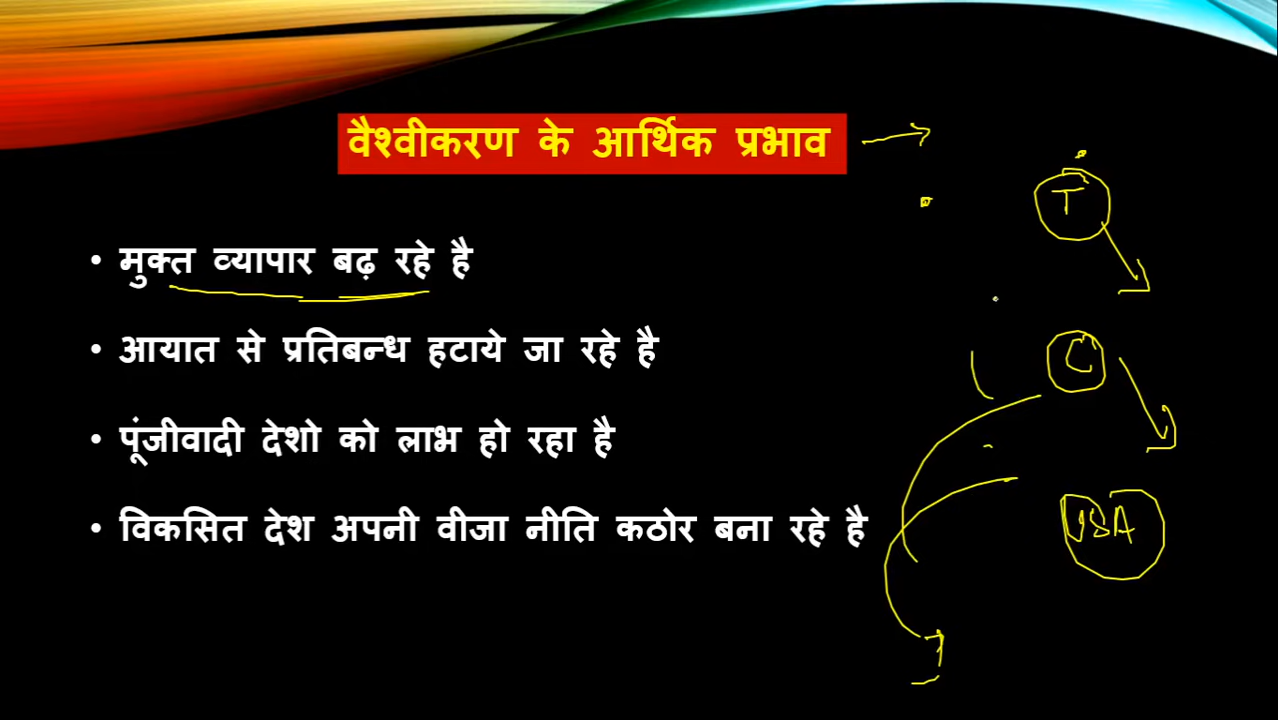 वैश्वीकरण के आर्थिक प्रभाव
T
• मुक्त व्यापार बढ़ रहे है
• आयात से प्रतिबन्ध हटाये जा रहे है
C
• पूंजीवादी देशो को लाभ हो रहा है
• विकसित देश अपनी वीजा नीति कठोर बना रहे है
USA